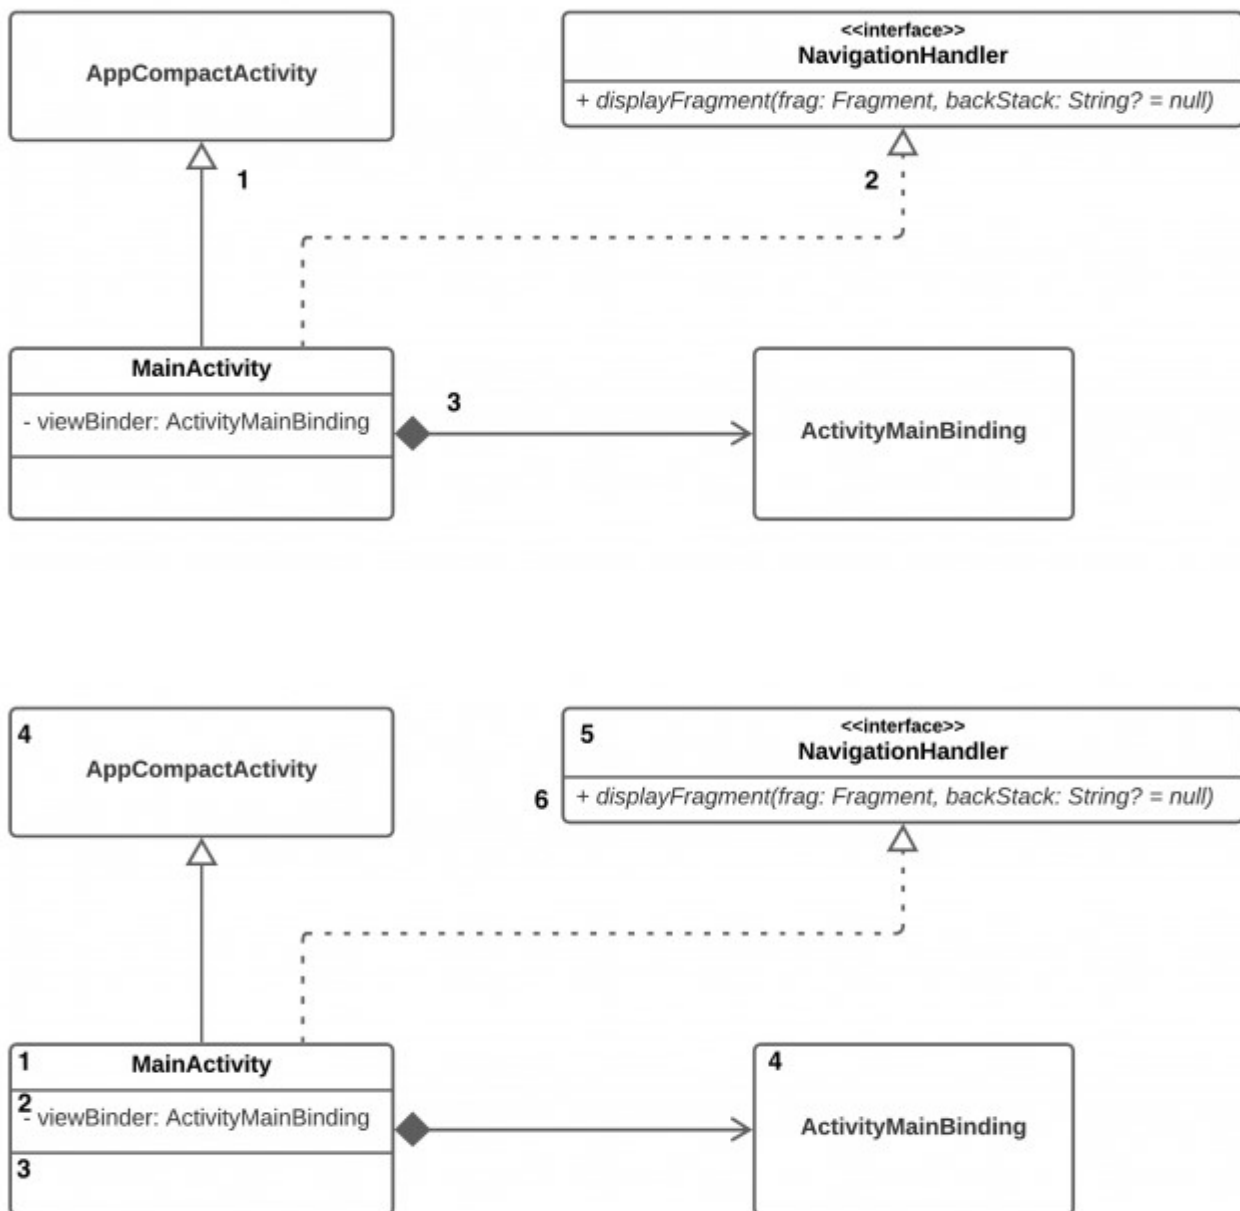 AppCompactActivity
<<interface>>
NavigationHandler
+ displayFragment(frag: Fragment, backStack: String? = null)
1
2
MainActivity
- viewBinder: ActivityMainBinding
3
ActivityMainBinding
4
AppCompactActivity
<<interface>>
5
NavigationHandler
6
+ displayFragment(frag: Fragment, backStack: String? = null)
1
MainActivity
2
- viewBinder: ActivityMainBinding
3
4
ActivityMainBinding